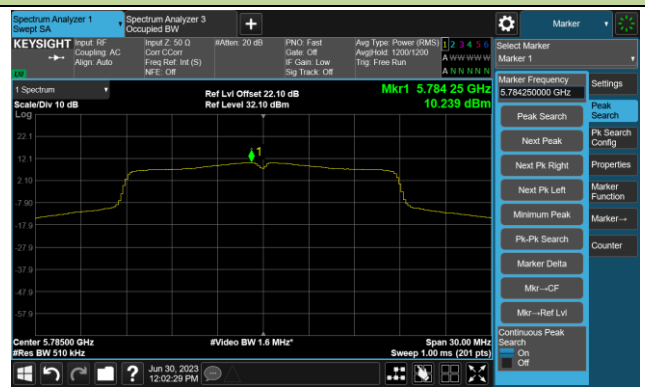 Spectrum Analyzer 1
Swept SA
Spectrum Analyzer 3
Occupied BW
+
Marker
KEYSIGHT
Input: RF
Coupling: AC
Align: Auto
Input Z: 50 Ω
Corr CCorr
Freq Ref: Int (S)
NFE: Off
#Atten: 20 dB
PNO: Fast
Gate: Off
IF Gain: Low
Sig Track: Off
Avg Type: Power (RMS)
Avg|Hold: 1200/1200
Trig: Free Run
1 2 3 4 5 6
A W W W W W
A N N N N N
Select Marker
Marker 1
1 Spectrum
Scale/Div 10 dB
Log
Ref Lvl Offset 22.10 dB
Ref Level 32.10 dBm
Mkr1 5.784 25 GHz
10.239 dBm
22.1
12.1
2.10
-7.90
-17.9
-27.9
-37.9
-47.9
-57.9
1
Center 5.78500 GHz
#Res BW 510 kHz
#Video BW 1.6 MHz*
Span 30.00 MHz
Sweep 1.00 ms (201 pts)
Marker Frequency
5.784250000 GHz
Peak Search
Next Peak
Next Pk Right
Next Pk Left
Minimum Peak
Pk-Pk Search
Marker Delta
Mkr→CF
Mkr→Ref Lvl
Continuous Peak
Search
On
Off
Settings
Peak
Search
Pk Search
Config
Properties
Marker
Function
Marker→
Counter
?
Jun 30, 2023
12:02:29 PM